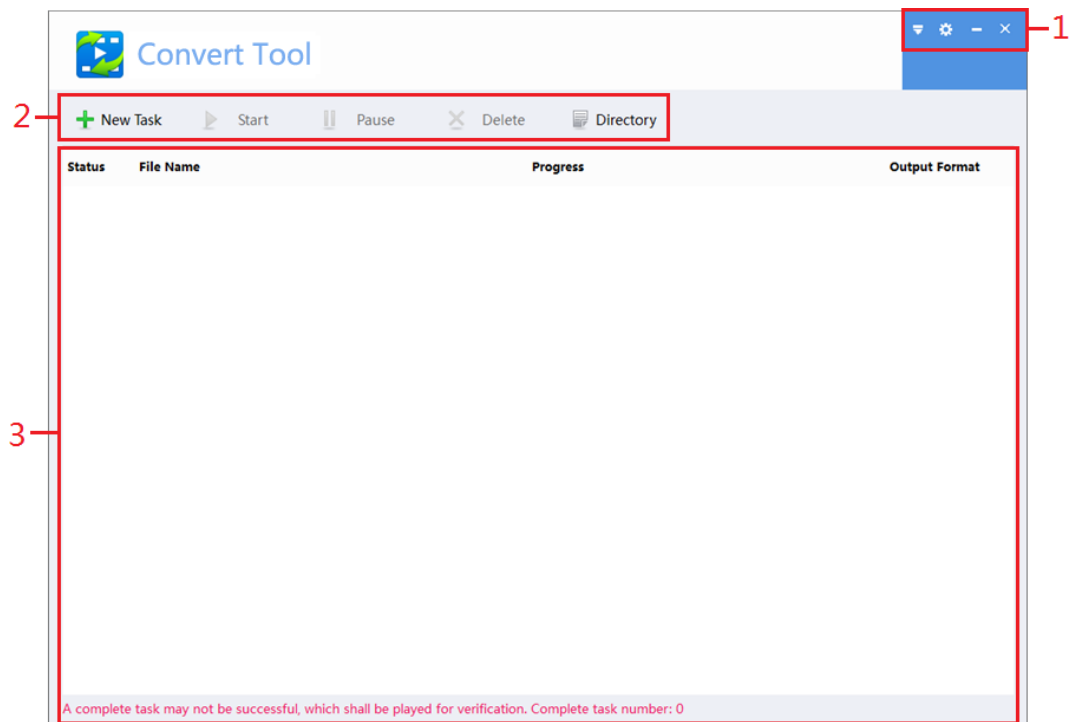 1
Convert Tool
2
New Task Start Pause Delete Directory
Status File Name Progress Output Format
3
A complete task may not be successful, which shall be played for verification. Complete task number: 0